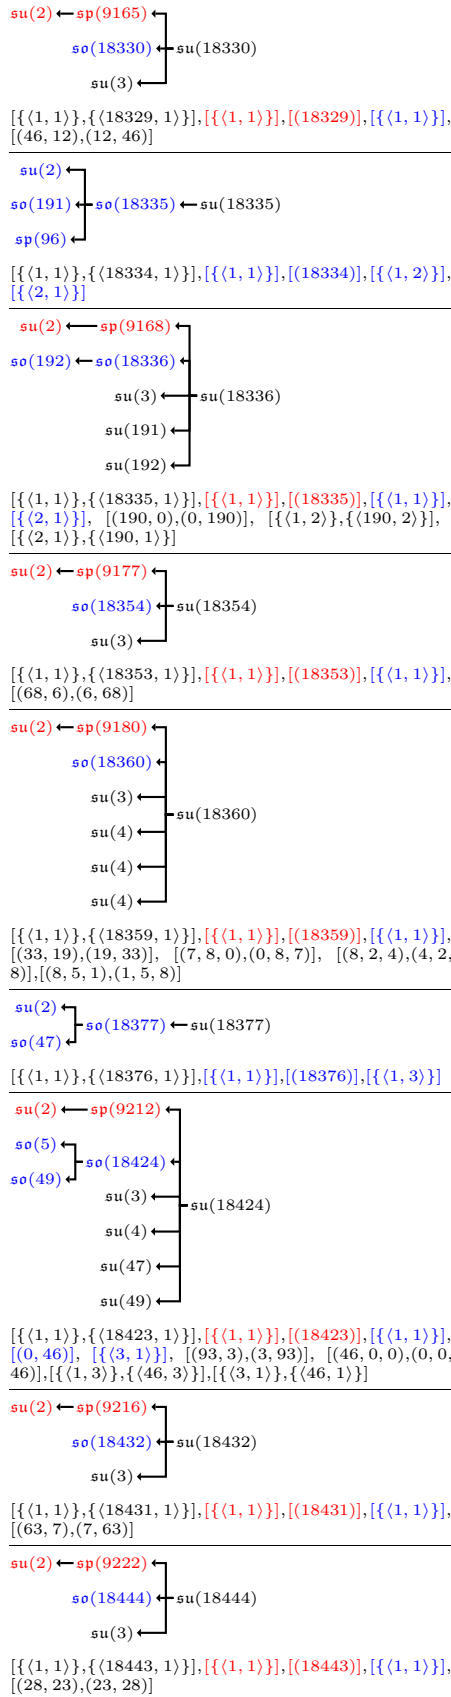 𝔰𝔲(2) 𝔰𝔭(9165)
𝔰𝔬(18330) 𝔰𝔲(18330)
𝔰𝔲(3)
[{⟨1, 1⟩},{⟨18329, 1⟩}],[{⟨1, 1⟩}],[(18329)],[{⟨1, 1⟩}],
[(46, 12),(12, 46)]
𝔰𝔲(2)
𝔰𝔬(191) 𝔰𝔬(18335) 𝔰𝔲(18335)
𝔰𝔭(96)
[{⟨1, 1⟩},{⟨18334, 1⟩}],[{⟨1, 1⟩}],[(18334)],[{⟨1, 2⟩}],
[{⟨2, 1⟩}]
𝔰𝔲(2) 𝔰𝔭(9168)
𝔰𝔬(192) 𝔰𝔬(18336)
𝔰𝔲(3) 𝔰𝔲(18336)
𝔰𝔲(191)
𝔰𝔲(192)
[{⟨1, 1⟩},{⟨18335, 1⟩}],[{⟨1, 1⟩}],[(18335)],[{⟨1, 1⟩}],
[{⟨2, 1⟩}], [(190, 0),(0, 190)], [{⟨1, 2⟩},{⟨190, 2⟩}],
[{⟨2, 1⟩},{⟨190, 1⟩}]
𝔰𝔲(2) 𝔰𝔭(9177)
𝔰𝔬(18354) 𝔰𝔲(18354)
𝔰𝔲(3)
[{⟨1, 1⟩},{⟨18353, 1⟩}],[{⟨1, 1⟩}],[(18353)],[{⟨1, 1⟩}],
[(68, 6),(6, 68)]
𝔰𝔲(2) 𝔰𝔭(9180)
𝔰𝔬(18360)
𝔰𝔲(3)
𝔰𝔲(18360)
𝔰𝔲(4)
𝔰𝔲(4)
𝔰𝔲(4)
[{⟨1, 1⟩},{⟨18359, 1⟩}],[{⟨1, 1⟩}],[(18359)],[{⟨1, 1⟩}],
[(33, 19),(19, 33)], [(7, 8, 0),(0, 8, 7)], [(8, 2, 4),(4, 2,
8)],[(8, 5, 1),(1, 5, 8)]
𝔰𝔲(2)
𝔰𝔬(18377) 𝔰𝔲(18377)
𝔰𝔬(47)
[{⟨1, 1⟩},{⟨18376, 1⟩}],[{⟨1, 1⟩}],[(18376)],[{⟨1, 3⟩}]
𝔰𝔲(2) 𝔰𝔭(9212)
𝔰𝔬(5)
𝔰𝔬(18424)
𝔰𝔬(49)
𝔰𝔲(3)
𝔰𝔲(18424)
𝔰𝔲(4)
𝔰𝔲(47)
𝔰𝔲(49)
[{⟨1, 1⟩},{⟨18423, 1⟩}],[{⟨1, 1⟩}],[(18423)],[{⟨1, 1⟩}],
[(0, 46)], [{⟨3, 1⟩}], [(93, 3),(3, 93)], [(46, 0, 0),(0, 0,
46)],[{⟨1, 3⟩},{⟨46, 3⟩}],[{⟨3, 1⟩},{⟨46, 1⟩}]
𝔰𝔲(2) 𝔰𝔭(9216)
𝔰𝔬(18432) 𝔰𝔲(18432)
𝔰𝔲(3)
[{⟨1, 1⟩},{⟨18431, 1⟩}],[{⟨1, 1⟩}],[(18431)],[{⟨1, 1⟩}],
[(63, 7),(7, 63)]
𝔰𝔲(2) 𝔰𝔭(9222)
𝔰𝔬(18444) 𝔰𝔲(18444)
𝔰𝔲(3)
[{⟨1, 1⟩},{⟨18443, 1⟩}],[{⟨1, 1⟩}],[(18443)],[{⟨1, 1⟩}],
[(28, 23),(23, 28)]